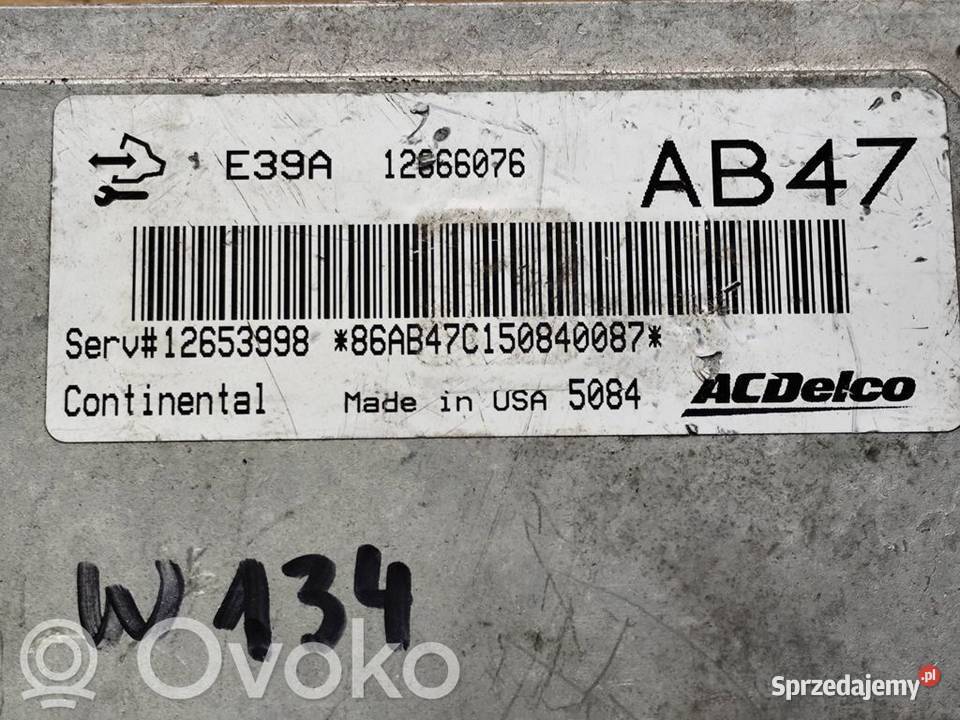 E39A 12666076 AB47
Serv#12653998 *86AB47C150840087*
Continental Made in USA 5084 ACDelco
W134
Ovoko
Sprzedajemy.pl